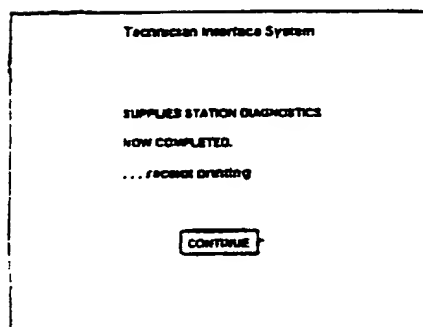 Technician Interface System
SUPPLIES STATION DIAGNOSTICS
NOW COMPLETED.
... receipt printing
CONTINUE